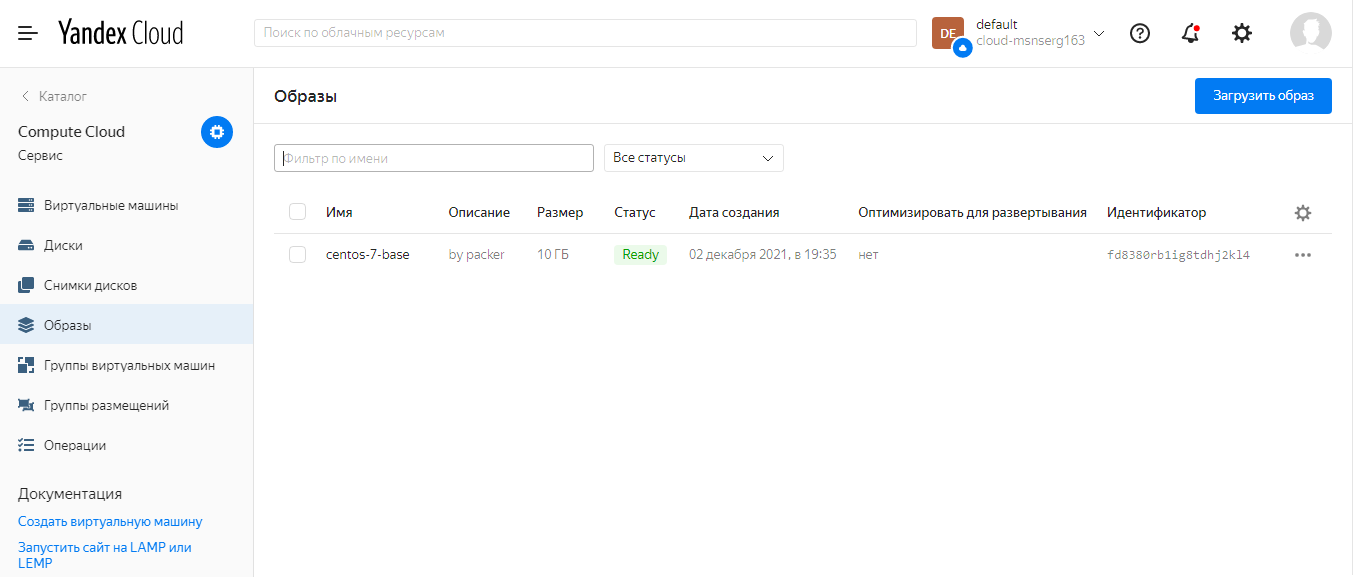 Yandex Cloud
Поиск по облачным ресурсам
DE
default
cloud-msnserg163
Каталог
Compute Cloud
Сервис
Виртуальные машины
Диски
Снимки дисков
Образы
Группы виртуальных машин
Группы размещений
Операции
Документация
Создать виртуальную машину
Запустить сайт на LAMP или
LEMP
Образы
Загрузить образ
Фильтр по имени
Все статусы
Имя Описание Размер Статус Дата создания Оптимизировать для развертывания Идентификатор
centos-7-base by packer 10 ГБ Ready 02 декабря 2021, в 19:35 нет fd8380rb1ig8tdhj2kl4